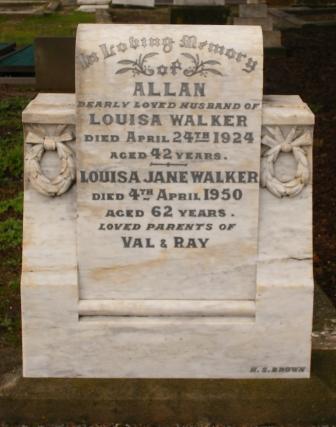 In Loving Memory
of
ALLAN
DEARLY LOVED HUSBAND OF
LOUISA WALKER
DIED APRIL 24TH 1924
AGED 42 YEARS.
LOUISA JANE WALKER
DIED 4TH APRIL 1950
AGED 62 YEARS.
LOVED PARENTS OF
VAL & RAY
H. S. BROWN